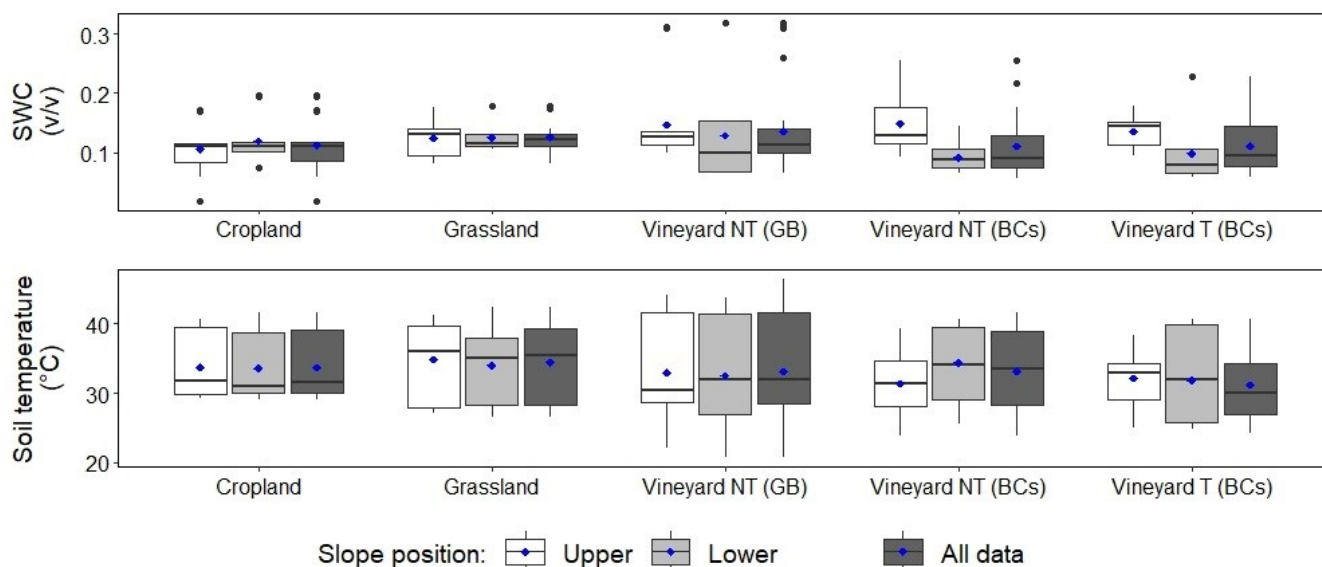 SWC
(v/v)
0.3
0.2
0.1
Cropland Grassland Vineyard NT (GB) Vineyard NT (BCs) Vineyard T (BCs)
Soil temperature
(°C)
40
30
20
Cropland Grassland Vineyard NT (GB) Vineyard NT (BCs) Vineyard T (BCs)
Slope position: Upper Lower All data